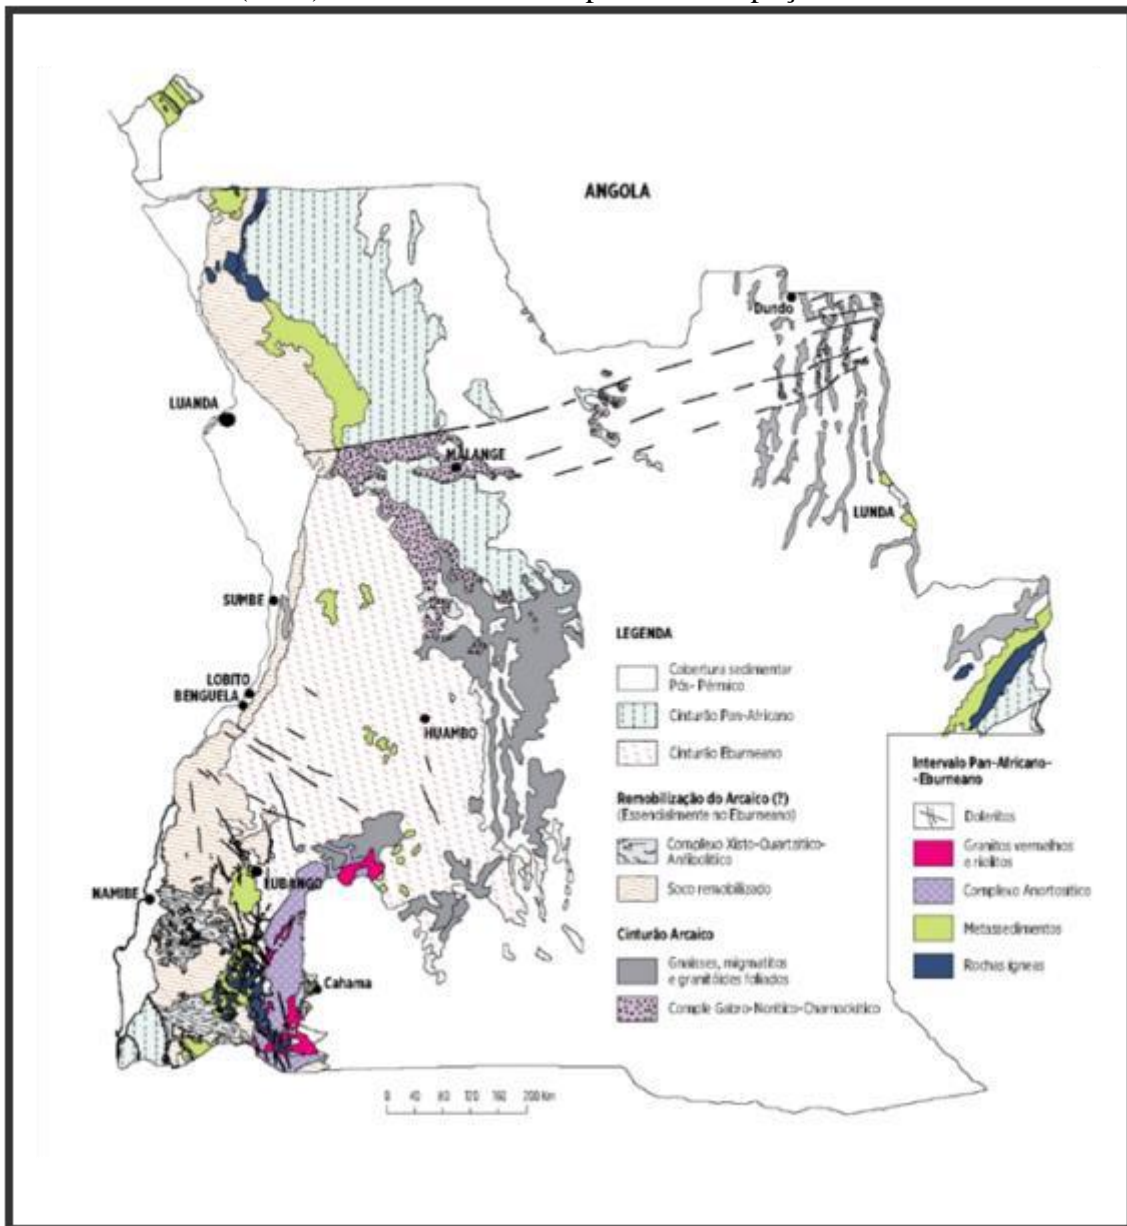 ANGOLA
Dundo
LUANDA
MALANGE
LUNDA
SUMBE
LOBITO
BENGUELA
HUAMBO
NAMIBE
LUBANGO
Cahama
LEGENDA
Cobertura sedimentar
Pós- Pérmico
Cinturão Pan-Africano
Cinturão Eburneano
Remobilização do Arcaico (?)
(Essencialmente no Eburneano)
Complexo Xisto-Quartzítico-
Anfibolítico
Soco remobilizado
Cinturão Arcaico
Gnaisses, migmatitos
e granitóides foliados
Comple Gabro-Norítico-Charnockítico
Intervalo Pan-Africano-
-Eburneano
Doleritos
Granitos vermelhos
e riolitos
Complexo Anortosítico
Metassedimentos
Rochas ígneas
0 40 80 120 160 200 km